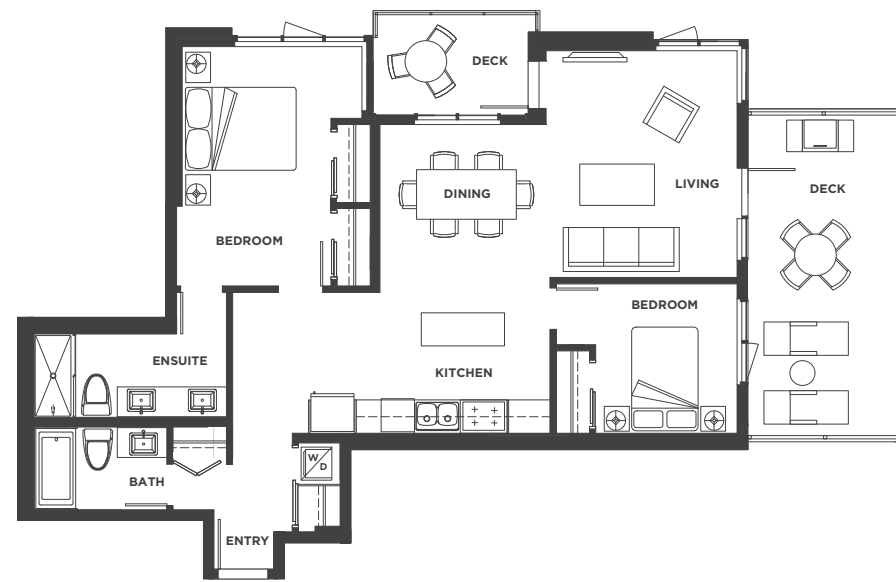 DECK
LIVING
DINING
DECK
BEDROOM
BEDROOM
ENSUITE
KITCHEN
W
D
BATH
ENTRY